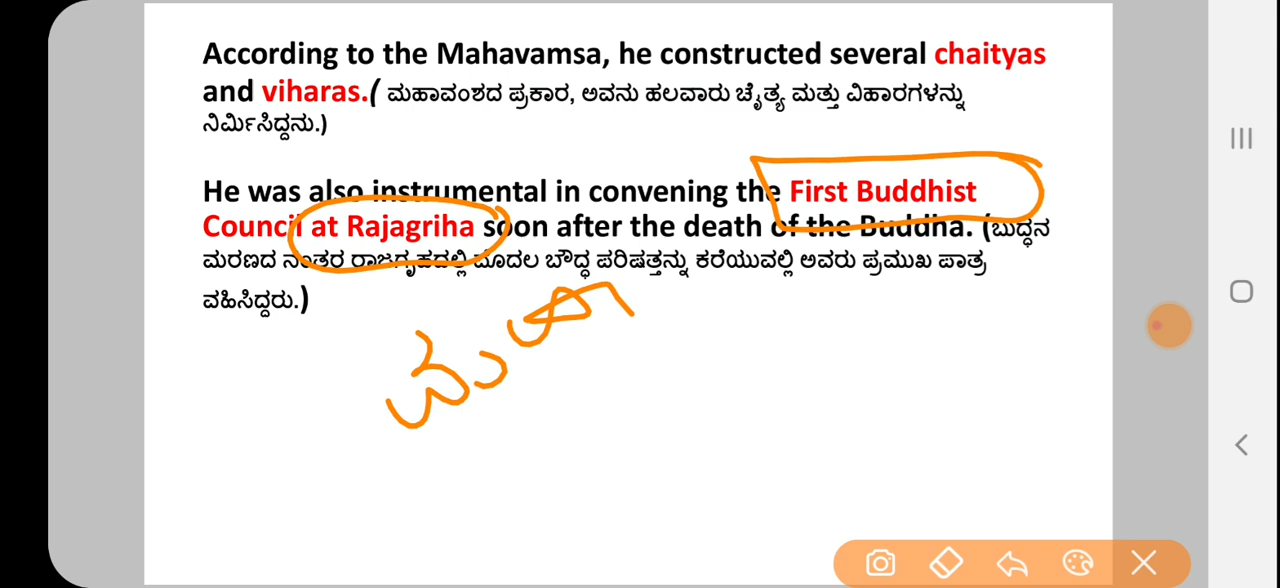 According to the Mahavamsa, he constructed several chaityas
and viharas.( ಮಹಾವಂಶದ ಪ್ರಕಾರ, ಅವನು ಹಲವಾರು ಚೈತ್ಯ ಮತ್ತು ವಿಹಾರಗಳನ್ನು
ನಿರ್ಮಿಸಿದ್ದನು.)
He was also instrumental in convening the First Buddhist
Council at Rajagriha soon after the death of the Buddha. (ಬುದ್ಧನ
ಮರಣದ ನಂತರ ರಾಜಗೃಹದಲ್ಲಿ ಮೊದಲ ಬೌದ್ಧ ಪರಿಷತ್ತನ್ನು ಕರೆಯುವಲ್ಲಿ ಅವರು ಪ್ರಮುಖ ಪಾತ್ರ
ವಹಿಸಿದ್ದರು.)